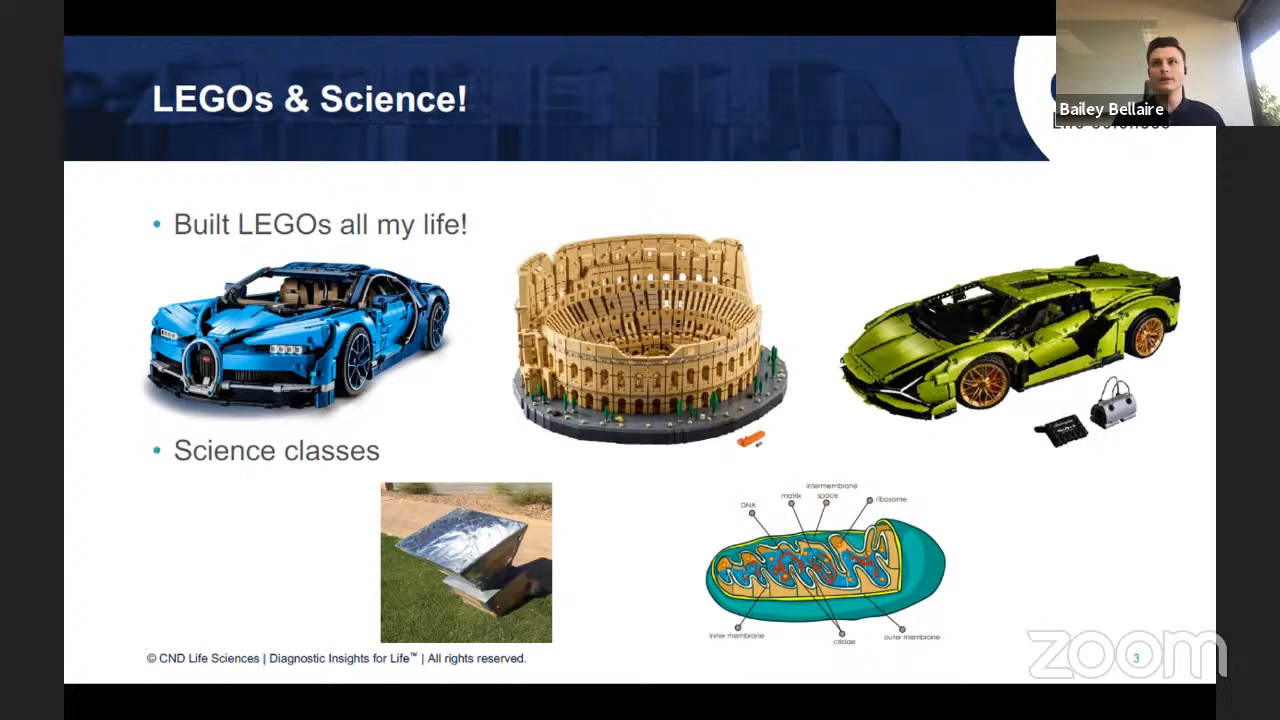 LEGOs & Science!
Bailey Bellaire
Life Sciences
• Built LEGOs all my life!
• Science classes
intermembrane
space
matrix
ribosome
DNA
inner membrane
cristae
outer membrane
© CND Life Sciences | Diagnostic Insights for Life™ | All rights reserved.
3
zoom